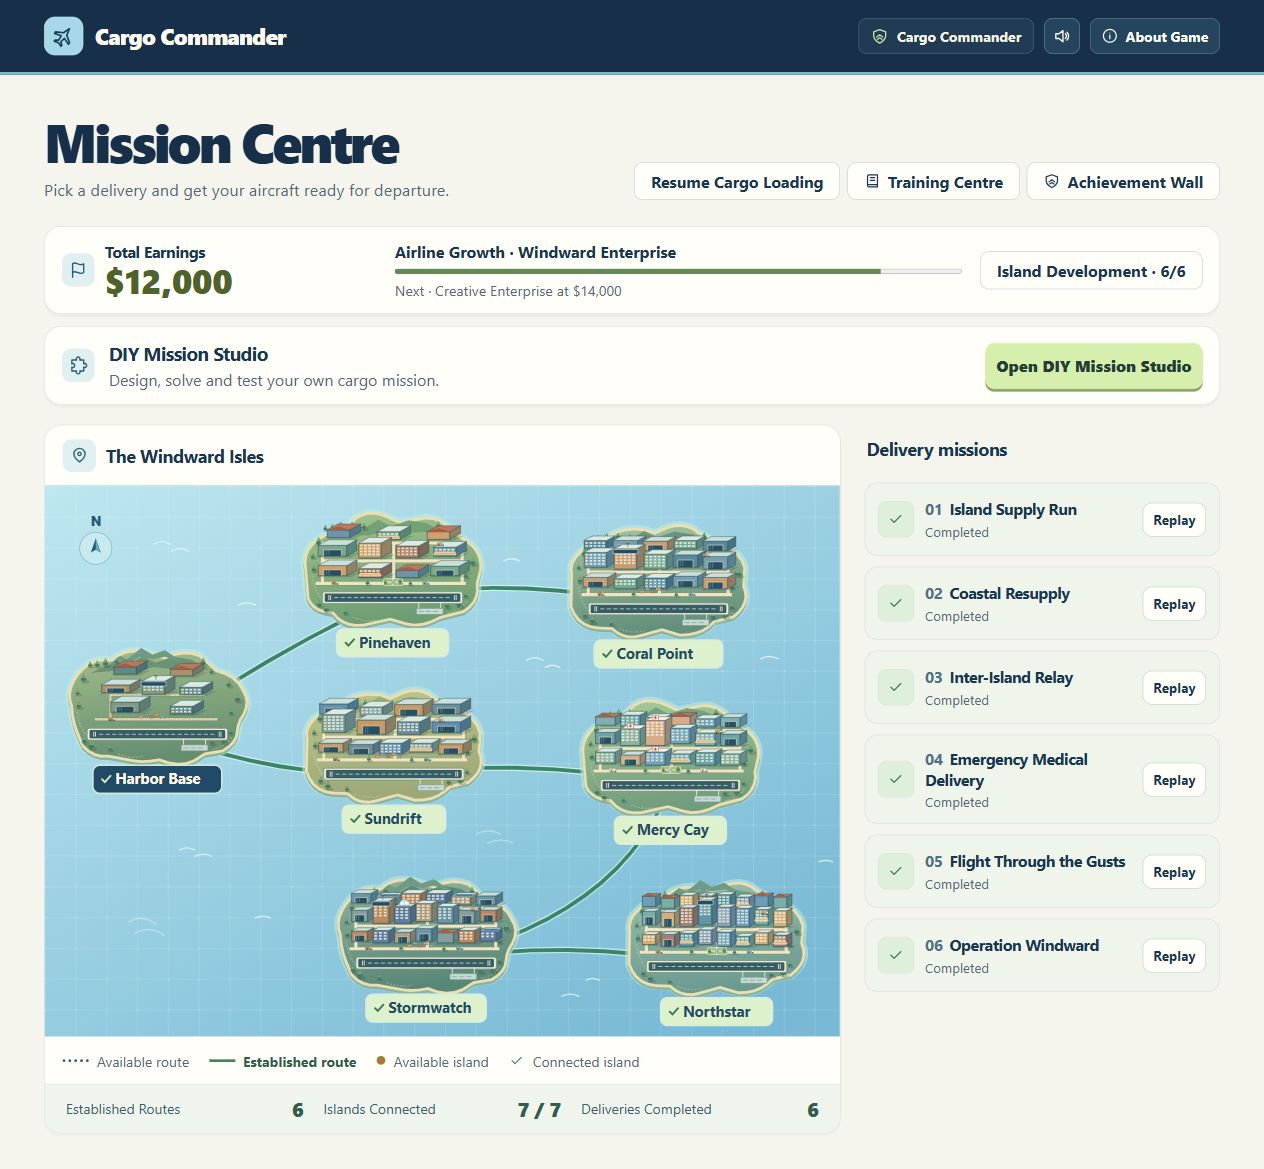 Cargo Commander
Cargo Commander
About Game
Mission Centre
Pick a delivery and get your aircraft ready for departure.
Resume Cargo Loading
Training Centre
Achievement Wall
Total Earnings
$12,000
Airline Growth · Windward Enterprise
Next · Creative Enterprise at $14,000
Island Development · 6/6
DIY Mission Studio
Design, solve and test your own cargo mission.
Open DIY Mission Studio
The Windward Isles
N
Pinehaven
Coral Point
Harbor Base
Sundrift
Mercy Cay
Stormwatch
Northstar
Available route
Established route
Available island
Connected island
Established Routes 6
Islands Connected 7 / 7
Deliveries Completed 6
Delivery missions
01 Island Supply Run
Completed
Replay
02 Coastal Resupply
Completed
Replay
03 Inter-Island Relay
Completed
Replay
04 Emergency Medical
Delivery
Completed
Replay
05 Flight Through the Gusts
Completed
Replay
06 Operation Windward
Completed
Replay